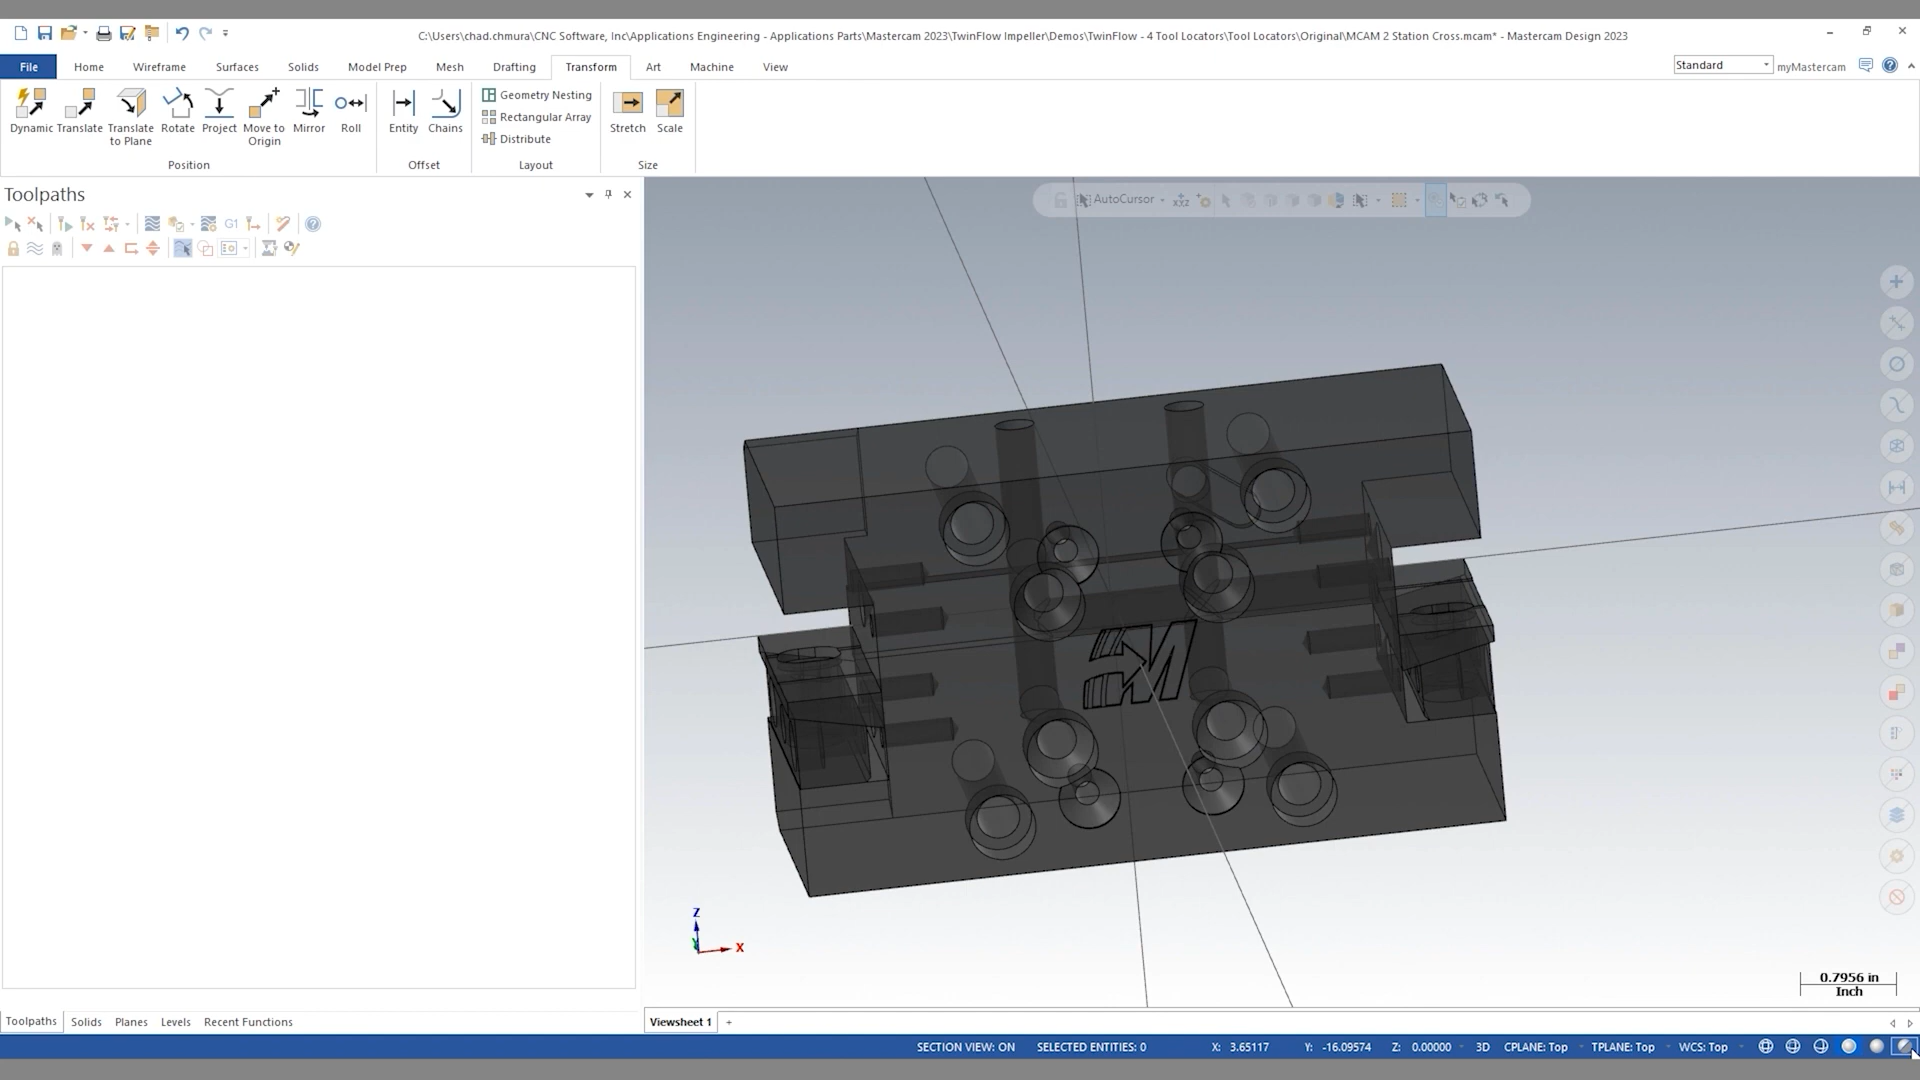 C:\Users\chad.chmura\CNC Software, Inc\Applications Engineering - Applications Parts\Mastercam 2023\TwinFlow Impeller\Demos\TwinFlow - 4 Tool Locators\Tool Locators\Original\MCAM 2 Station Cross.mcam* - Mastercam Design 2023
File Home Wireframe Surfaces Solids Model Prep Mesh Drafting Transform Art Machine View Standard myMastercam
Dynamic Translate Translate to Plane Rotate Project Move to Origin Mirror Roll
Entity Chains
Geometry Nesting
Rectangular Array
Distribute
Stretch Scale
Position Offset Layout Size
Toolpaths
AutoCursor
G1
Z
X
0.7956 in
Inch
Toolpaths Solids Planes Levels Recent Functions
Viewsheet 1 +
SECTION VIEW: ON SELECTED ENTITIES: 0 X: 3.65117 Y: -16.09574 Z: 0.00000 3D CPLANE: Top TPLANE: Top WCS: Top